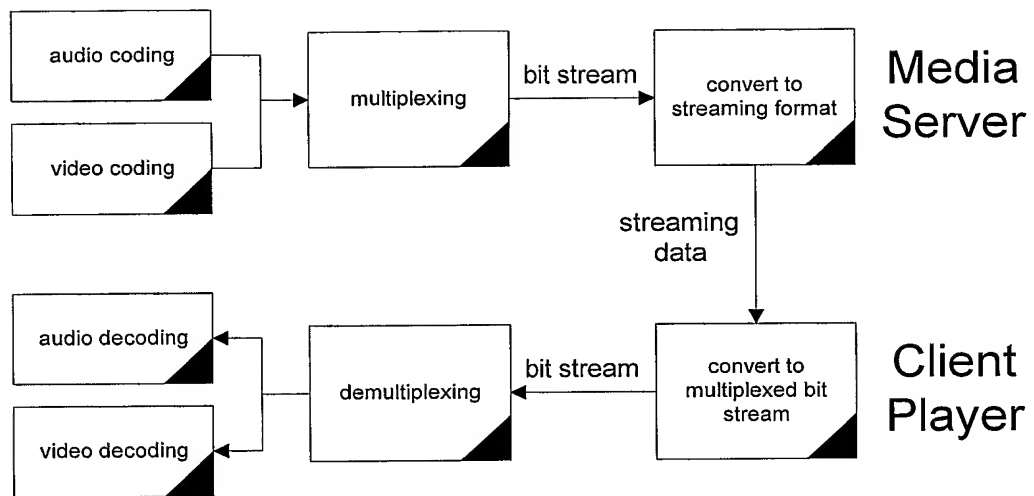 audio coding
video coding
multiplexing
bit stream
convert to
streaming format
Media
Server
streaming
data
audio decoding
video decoding
demultiplexing
bit stream
convert to
multiplexed bit
stream
Client
Player